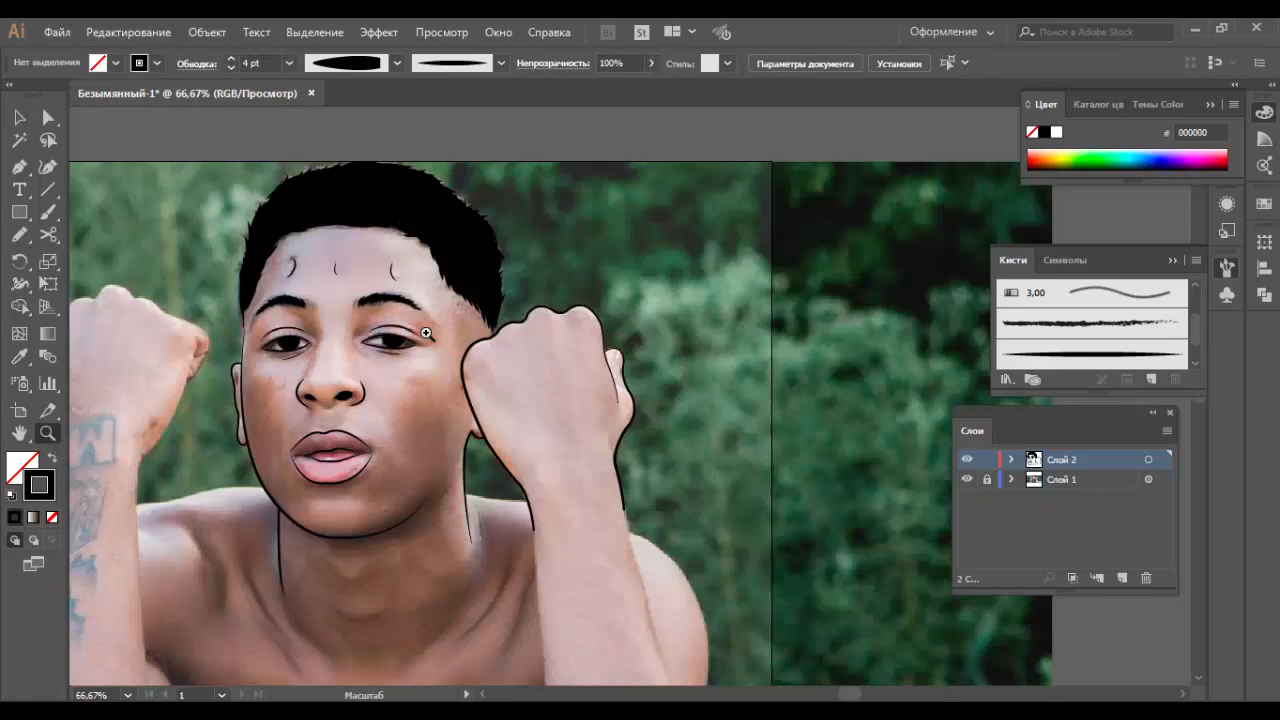 Ai Файл Редактирование Объект Текст Выделение Эффект Просмотр Окно Справка Br St Оформление Поиск в Adobe Stock
Нет выделения Обводка: 4 pt Непрозрачность: 100% Стиль: Параметры документа Установки
Безымянный-1* @ 66,67% (RGB/Просмотр) ×
Цвет Каталог цв Темы Color
# 000000
Кисти Символы
3,00
Слои
Слой 2
Слой 1
2 С...
66,67% 1 Масштаб